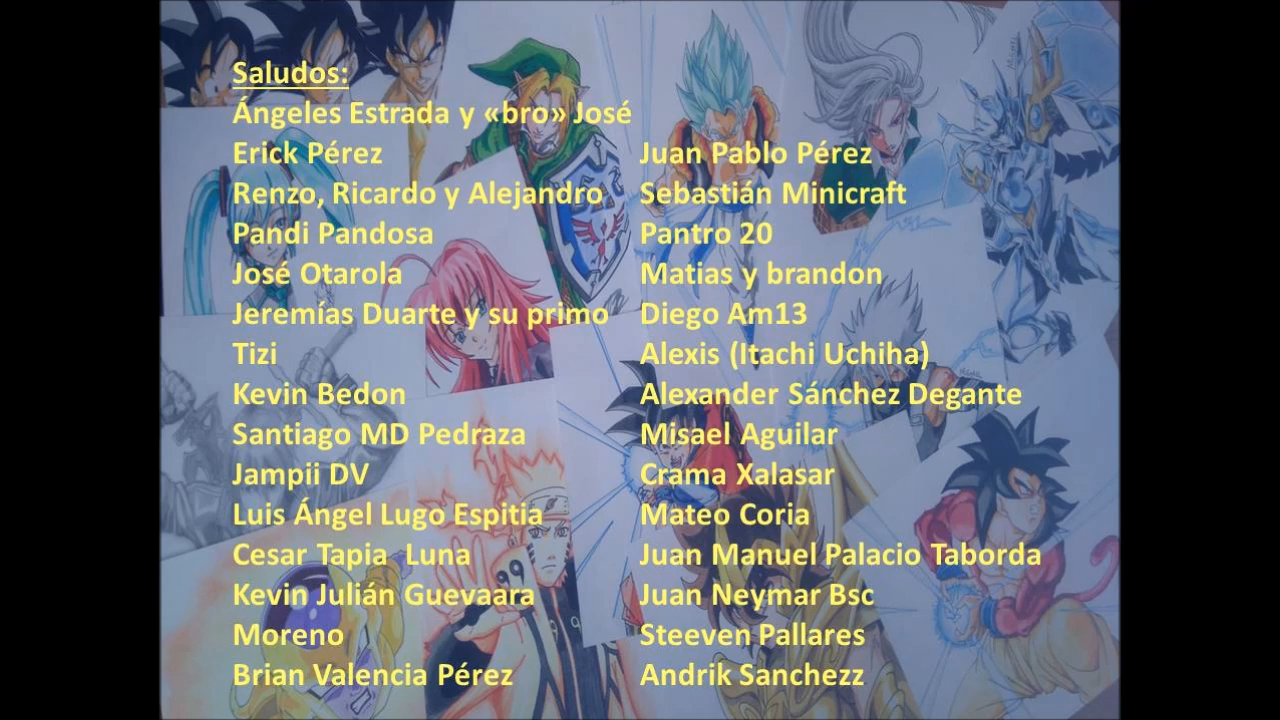 Saludos:
Ángeles Estrada y «bro» José
Erick Pérez
Renzo, Ricardo y Alejandro
Pandi Pandosa
José Otarola
Jeremías Duarte y su primo
Tizi
Kevin Bedon
Santiago MD Pedraza
Jampii DV
Luis Ángel Lugo Espitia
Cesar Tapia  Luna
Kevin Julián Guevaara
Moreno
Brian Valencia Pérez
Juan Pablo Pérez
Sebastián Minicraft
Pantro 20
Matias y brandon
Diego Am13
Alexis (Itachi Uchiha)
Alexander Sánchez Degante
Misael Aguilar
Crama Xalasar
Mateo Coria
Juan Manuel Palacio Taborda
Juan Neymar Bsc
Steeven Pallares
Andrik Sanchezz